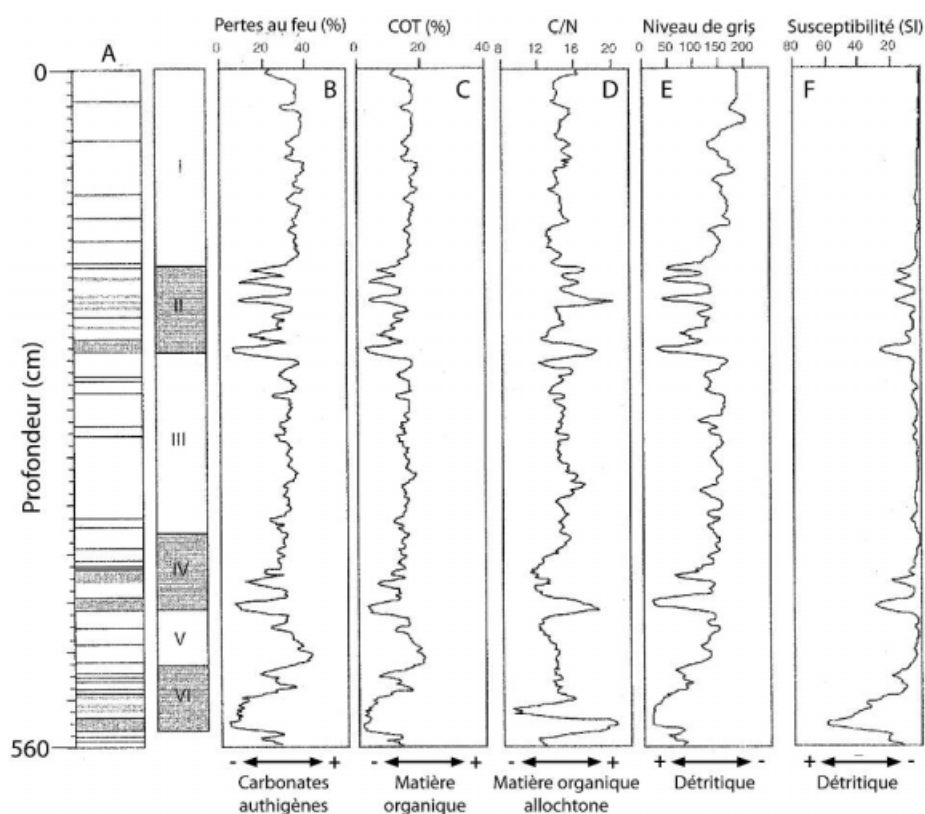 Pertes au feu (%) COT (%) C/N Niveau de gris Susceptibilité (SI)
A 0 20 40 60 0 20 40 8 12 16 20 0 50 100 150 200 80 60 40 20
0 B C D E F
I
II
III
IV
V
VI
Profondeur (cm)
560
- + - + - + + - + -
Carbonates Matière Matière organique Détritique Détritique
authigènes organique allochtone